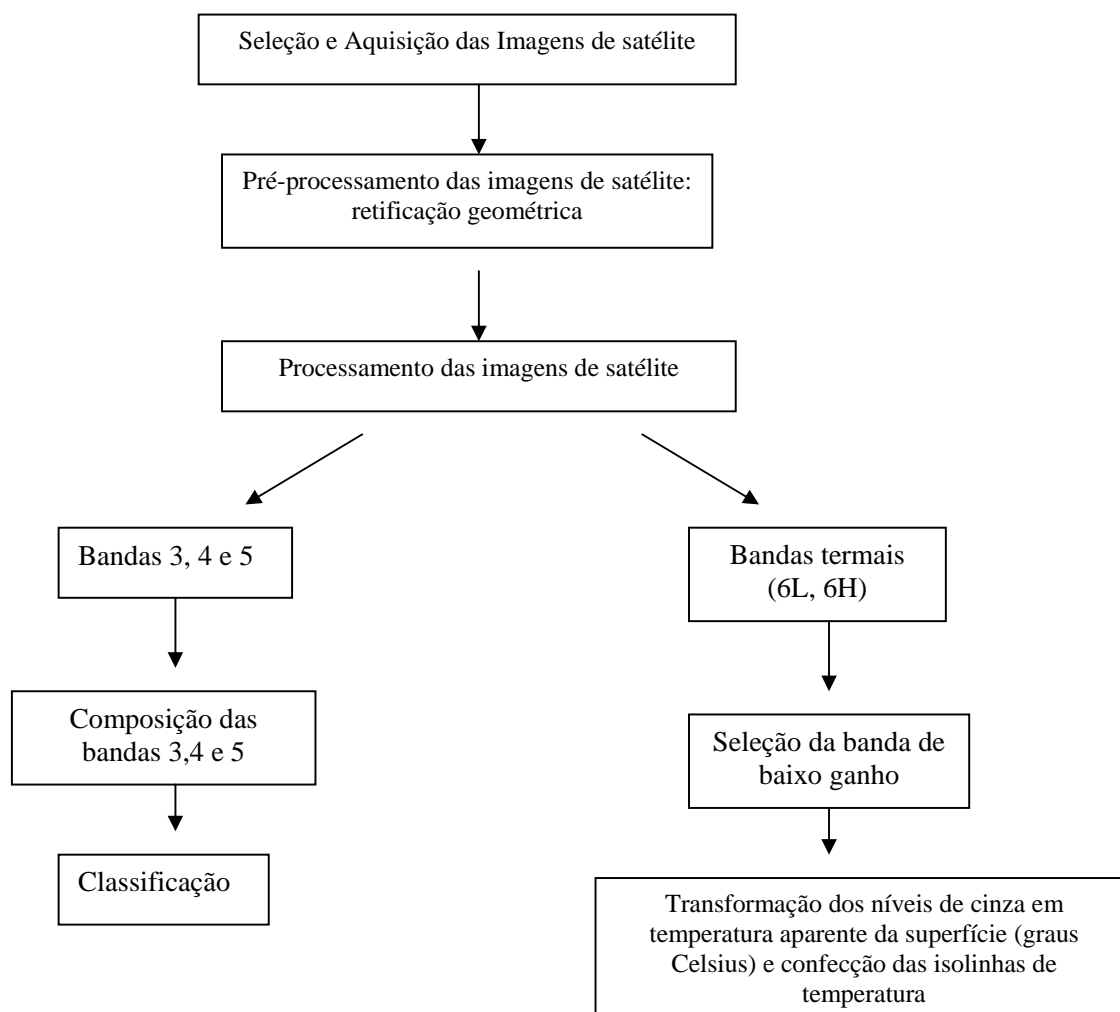 Seleção e Aquisição das Imagens de satélite
Pré-processamento das imagens de satélite:
retificação geométrica
Processamento das imagens de satélite
Bandas 3, 4 e 5
Bandas termais
(6L, 6H)
Composição das
bandas 3,4 e 5
Seleção da banda de
baixo ganho
Classificação
Transformação dos níveis de cinza em
temperatura aparente da superfície (graus
Celsius) e confecção das isolinhas de
temperatura